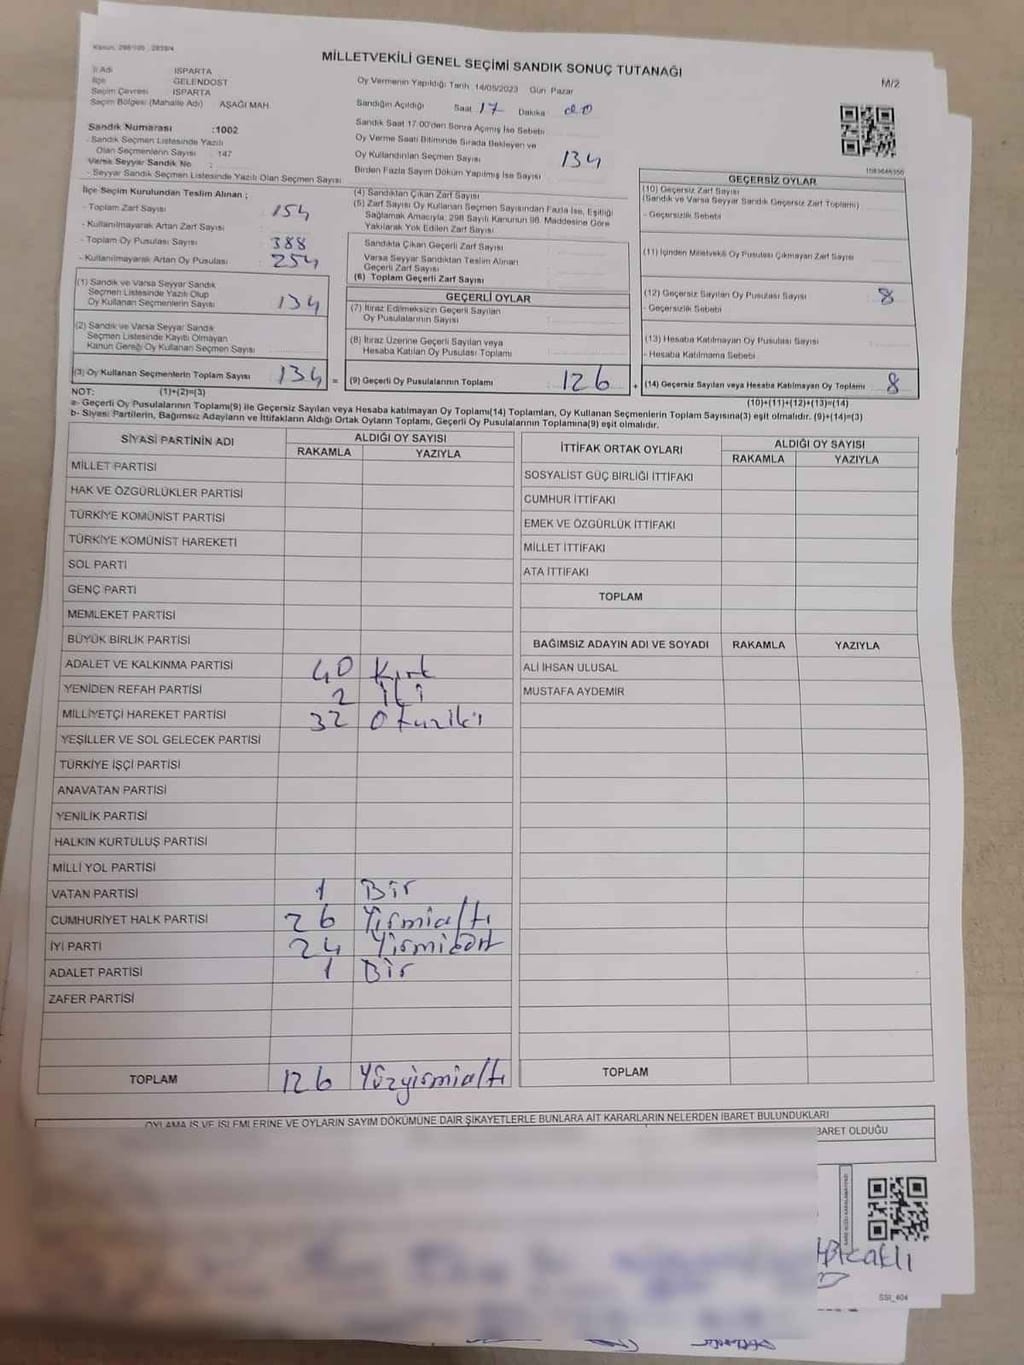 Kanun: 298/105 , 2839/4
MİLLETVEKİLİ GENEL SEÇİMİ SANDIK SONUÇ TUTANAĞI
M/2
İl Adı ISPARTA
İlçe GELENDOST
Seçim Çevresi ISPARTA
Seçim Bölgesi (Mahalle Adı) AŞAĞI MAH.
Sandık Numarası :1002
- Sandık Seçmen Listesinde Yazılı
Olan Seçmenlerin Sayısı : 147
Varsa Seyyar Sandık No :
- Seyyar Sandık Seçmen Listesinde Yazılı Olan Seçmen Sayısı
Oy Vermenin Yapıldığı Tarih 14/05/2023 Gün Pazar
Sandığın Açıldığı Saat 17 Dakika 00
Sandık Saat 17:00'den Sonra Açılmış İse Sebebi
Oy Verme Saati Bitiminde Sırada Bekleyen ve
Oy Kullandırılan Seçmen Sayısı 134
Birden Fazla Sayım Döküm Yapılmış İse Sayısı
İlçe Seçim Kurulundan Teslim Alınan ;
- Toplam Zarf Sayısı 154
- Kullanılmayarak Artan Zarf Sayısı
- Toplam Oy Pusulası Sayısı 388
- Kullanılmayarak Artan Oy Pusulası 254
(1) Sandık ve Varsa Seyyar Sandık
Seçmen Listesinde Yazılı Olup
Oy Kullanan Seçmenlerin Sayısı 134
(2) Sandık ve Varsa Seyyar Sandık
Seçmen Listesinde Kaydı Olmayan
Kanun Gereği Oy Kullanan Seçmen Sayısı
(3) Oy Kullanan Seçmenlerin Toplam Sayısı 134 =
(4) Sandıktan Çıkan Zarf Sayısı
(5) Zarf Sayısı Oy Kullanan Seçmen Sayısından Fazla İse, Eşitliği
Sağlamak Amacıyla; 298 Sayılı Kanunun 98. Maddesine Göre
Yakılarak Yok Edilen Zarf Sayısı
Sandıkta Çıkan Geçerli Zarf Sayısı
Varsa Seyyar Sandıktan Teslim Alınan
Geçerli Zarf Sayısı
(6) Toplam Geçerli Zarf Sayısı
GEÇERLİ OYLAR
(7) İtiraz Edilmeksizin Geçerli Sayılan
Oy Pusulalarının Sayısı
(8) İtiraz Üzerine Geçerli Sayılan veya
Hesaba Katılan Oy Pusulası Toplamı
(9) Geçerli Oy Pusulalarının Toplamı 126 +
GEÇERSİZ OYLAR
(10) Geçersiz Zarf Sayısı
(Sandık ve Varsa Seyyar Sandık Geçersiz Zarf Toplamı)
- Geçersizlik Sebebi
(11) İçinden Milletvekili Oy Pusulası Çıkmayan Zarf Sayısı
(12) Geçersiz Sayılan Oy Pusulası Sayısı 8
- Geçersizlik Sebebi
(13) Hesaba Katılmayan Oy Pusulası Sayısı
- Hesaba Katılmama Sebebi
(14) Geçersiz Sayılan veya Hesaba Katılmayan Oy Toplamı 8
NOT: (1)+(2)=(3) (10)+(11)+(12)+(13)=(14)
a- Geçerli Oy Pusulalarının Toplamı(9) ile Geçersiz Sayılan veya Hesaba katılmayan Oy Toplamı(14) Toplamları, Oy Kullanan Seçmenlerin Toplam Sayısına(3) eşit olmalıdır. (9)+(14)=(3)
b- Siyasi Partilerin, Bağımsız Adayların ve İttifakların Aldığı Ortak Oyların Toplamı, Geçerli Oy Pusulalarının Toplamına(9) eşit olmalıdır.
SİYASİ PARTİNİN ADI ALDIĞI OY SAYISI
RAKAMLA YAZIYLA
MİLLET PARTİSİ
HAK VE ÖZGÜRLÜKLER PARTİSİ
TÜRKİYE KOMÜNİST PARTİSİ
TÜRKİYE KOMÜNİST HAREKETİ
SOL PARTİ
GENÇ PARTİ
MEMLEKET PARTİSİ
BÜYÜK BİRLİK PARTİSİ
ADALET VE KALKINMA PARTİSİ 40 Kırk
YENİDEN REFAH PARTİSİ 2 İki
MİLLİYETÇİ HAREKET PARTİSİ 32 Otuziki
YEŞİLLER VE SOL GELECEK PARTİSİ
TÜRKİYE İŞÇİ PARTİSİ
ANAVATAN PARTİSİ
YENİLİK PARTİSİ
HALKIN KURTULUŞ PARTİSİ
MİLLİ YOL PARTİSİ
VATAN PARTİSİ 1 Bir
CUMHURİYET HALK PARTİSİ 26 Yirmialtı
İYİ PARTİ 24 Yirmidört
ADALET PARTİSİ 1 Bir
ZAFER PARTİSİ
TOPLAM 126 Yüzyirmialtı
İTTİFAK ORTAK OYLARI ALDIĞI OY SAYISI
RAKAMLA YAZIYLA
SOSYALİST GÜÇ BİRLİĞİ İTTİFAKI
CUMHUR İTTİFAKI
EMEK VE ÖZGÜRLÜK İTTİFAKI
MİLLET İTTİFAKI
ATA İTTİFAKI
TOPLAM
BAĞIMSIZ ADAYIN ADI VE SOYADI RAKAMLA YAZIYLA
ALİ İHSAN ULUSAL
MUSTAFA AYDEMİR
TOPLAM
OYLAMA İŞ VE İŞLEMLERİNE VE OYLARIN SAYIM DÖKÜMÜNE DAİR ŞİKAYETLERLE BUNLARA AİT KARARLARIN NELERDEN İBARET BULUNDUKLARI
BARET OLDUĞU
SSI_404